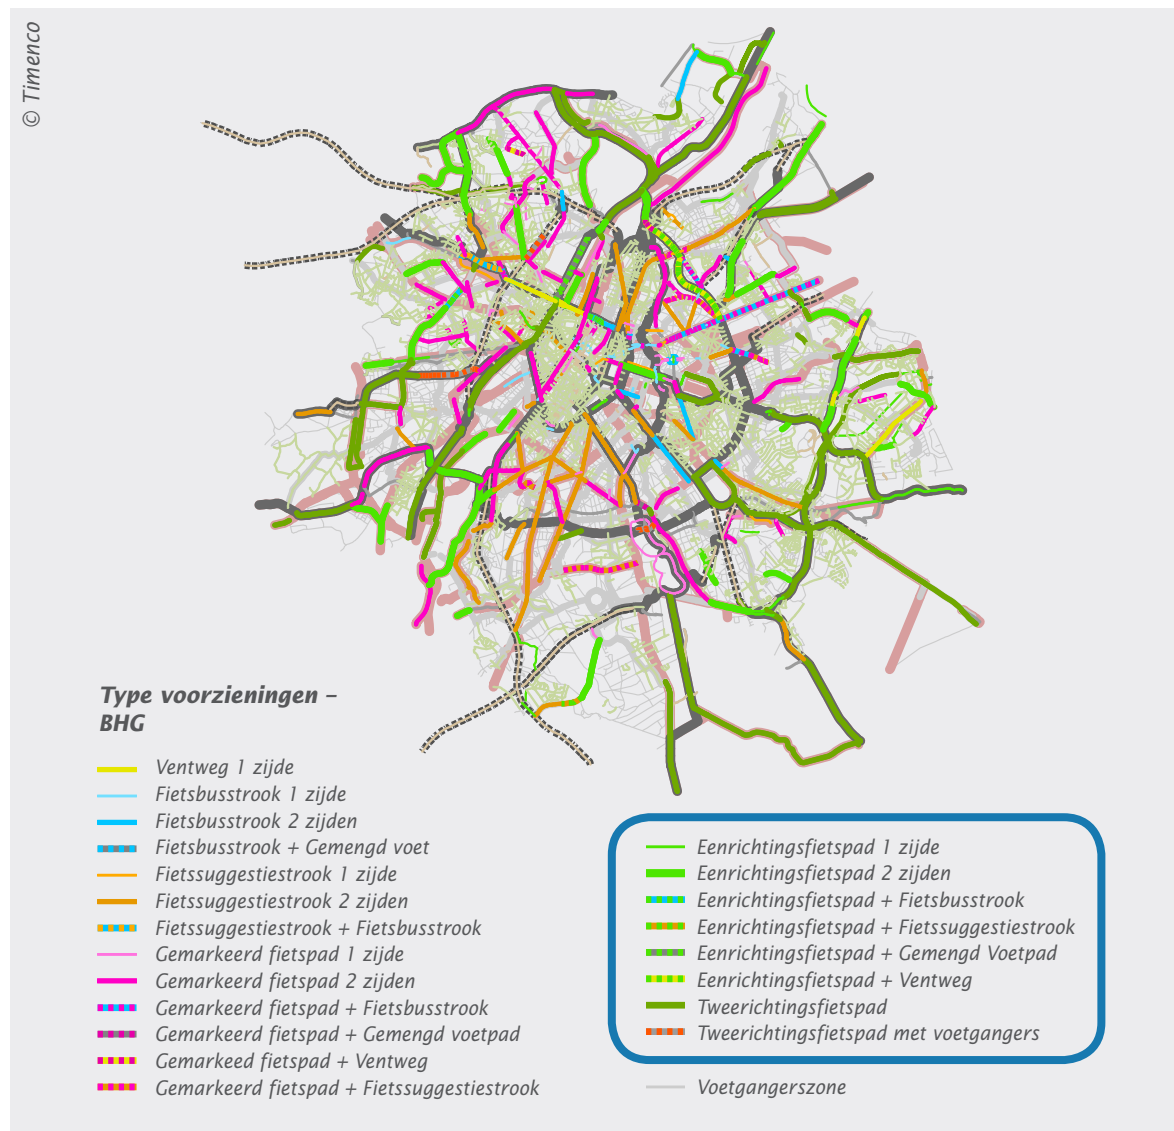 © Timenco
Type voorzieningen –
BHG
Ventweg 1 zijde
Fietsbusstrook 1 zijde
Fietsbusstrook 2 zijden
Fietsbusstrook + Gemengd voet
Fietssuggestiestrook 1 zijde
Fietssuggestiestrook 2 zijden
Fietssuggestiestrook + Fietsbusstrook
Gemarkeerd fietspad 1 zijde
Gemarkeerd fietspad 2 zijden
Gemarkeerd fietspad + Fietsbusstrook
Gemarkeerd fietspad + Gemengd voetpad
Gemarkeed fietspad + Ventweg
Gemarkeerd fietspad + Fietssuggestiestrook
Eenrichtingsfietspad 1 zijde
Eenrichtingsfietspad 2 zijden
Eenrichtingsfietspad + Fietsbusstrook
Eenrichtingsfietspad + Fietssuggestiestrook
Eenrichtingsfietspad + Gemengd Voetpad
Eenrichtingsfietspad + Ventweg
Tweerichtingsfietspad
Tweerichtingsfietspad met voetgangers
Voetgangerszone